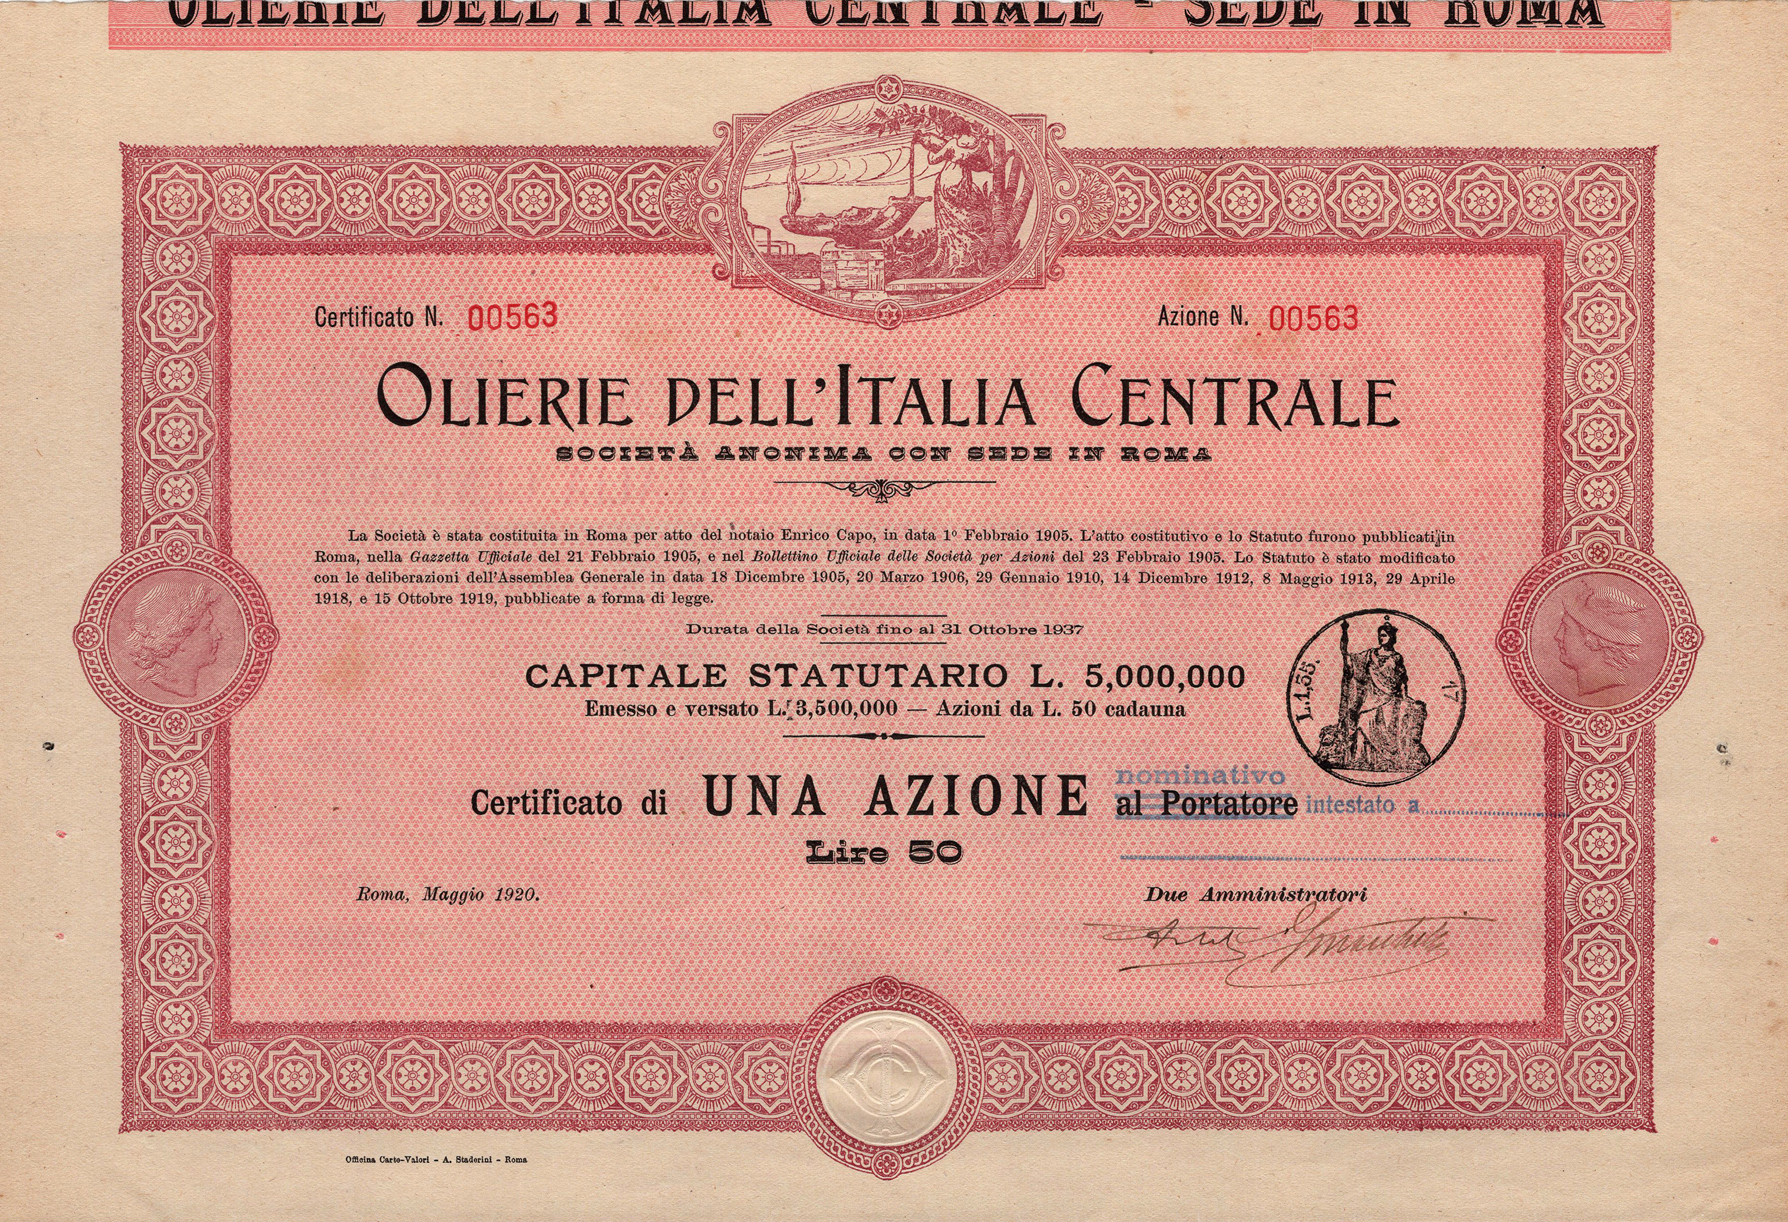 OLIERIE DELL'ITALIA CENTRALE - SEDE IN ROMA
Certificato N. 00563
Azione N. 00563
OLIERIE DELL'ITALIA CENTRALE
SOCIETÀ ANONIMA CON SEDE IN ROMA
La Società è stata costituita in Roma per atto del notaio Enrico Capo, in data 1º Febbraio 1905. L'atto costitutivo e lo Statuto furono pubblicati in
Roma, nella Gazzetta Ufficiale del 21 Febbraio 1905, e nel Bollettino Ufficiale delle Società per Azioni del 23 Febbraio 1905. Lo Statuto è stato modificato
con le deliberazioni dell'Assemblea Generale in data 18 Dicembre 1905, 20 Marzo 1906, 29 Gennaio 1910, 14 Dicembre 1912, 8 Maggio 1913, 29 Aprile
1918, e 15 Ottobre 1919, pubblicate a forma di legge.
Durata della Società fino al 31 Ottobre 1937
CAPITALE STATUTARIO L. 5,000,000
Emesso e versato L. 3,500,000 — Azioni da L. 50 cadauna
L.1,55.
17
nominativo
Certificato di UNA AZIONE al Portatore intestato a
Lire 50
Roma, Maggio 1920.
Due Amministratori
Officina Carte-Valori - A. Staderini - Roma